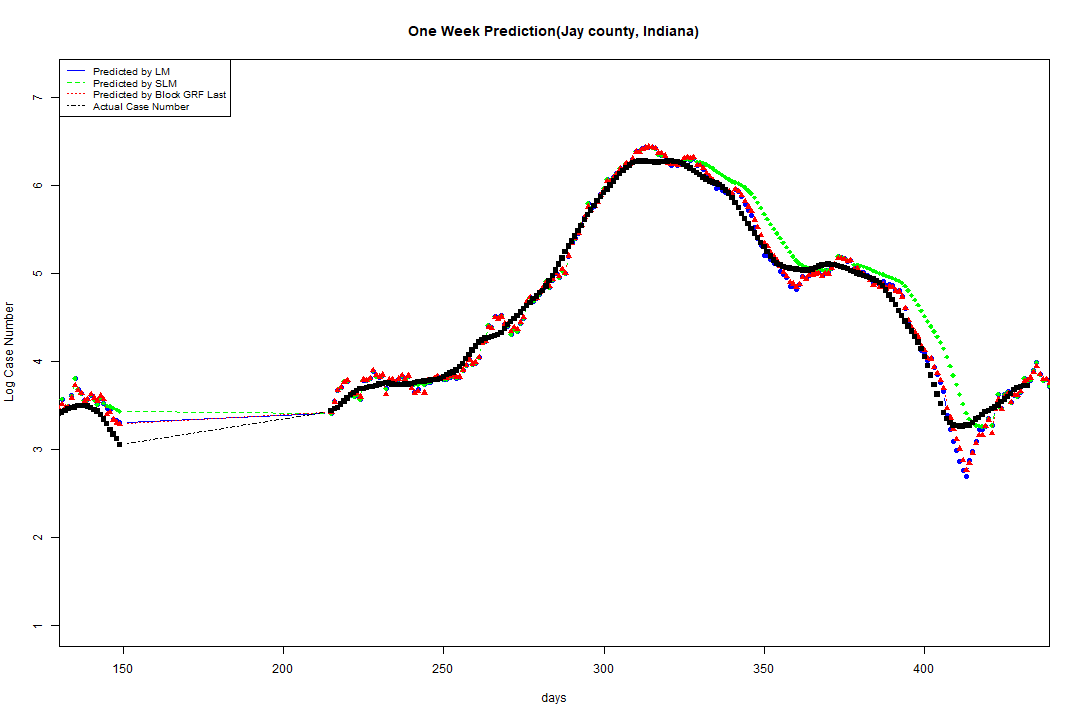 One Week Prediction(Jay county, Indiana)
Predicted by LM
Predicted by SLM
Predicted by Block GRF Last
Actual Case Number
7
6
5
4
3
2
1
Log Case Number
150 200 250 300 350 400
days